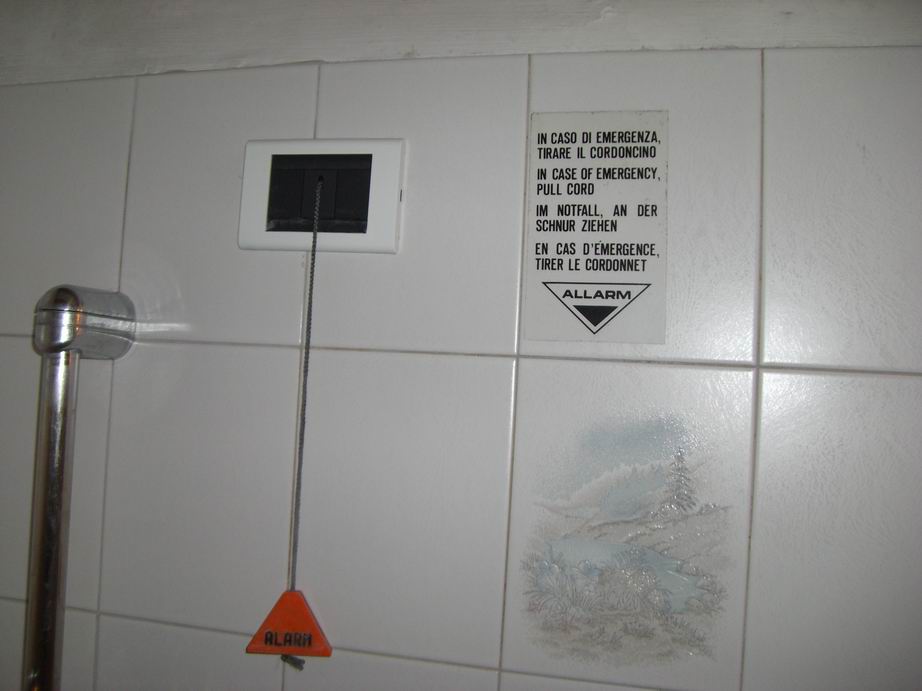 IN CASO DI EMERGENZA,
TIRARE IL CORDONCINO
IN CASE OF EMERGENCY,
PULL CORD
IM NOTFALL, AN DER
SCHNUR ZIEHEN
EN CAS D'ÉMERGENCE,
TIRER LE CORDONNET
ALLARM
ALARM